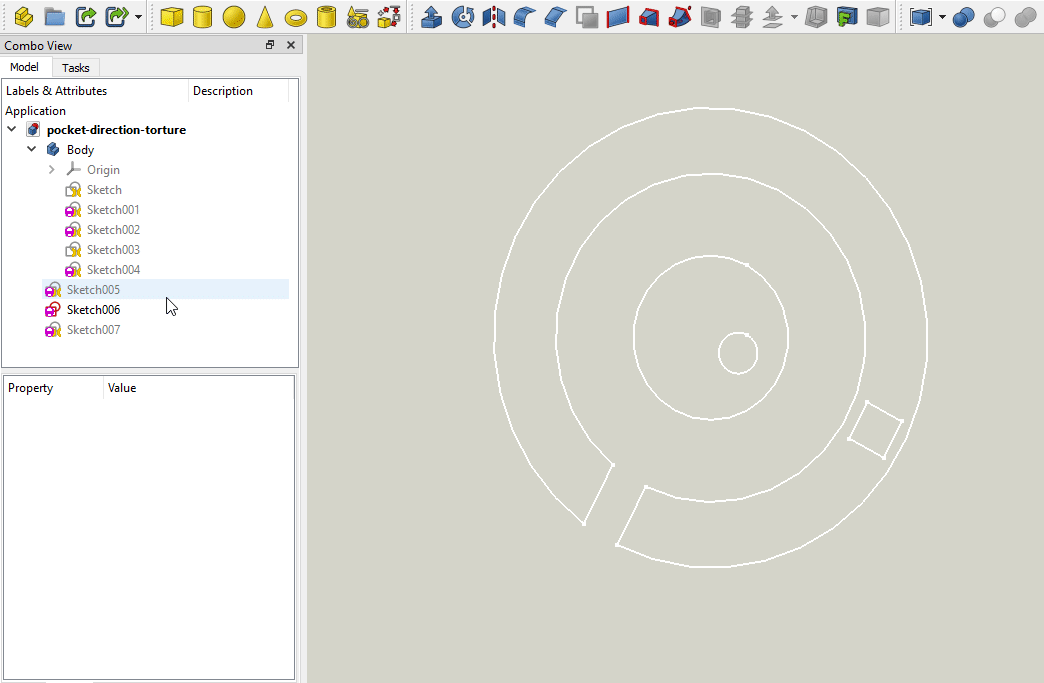 Combo View
Model Tasks
Labels & Attributes Description
Application
pocket-direction-torture
Body
Origin
Sketch
Sketch001
Sketch002
Sketch003
Sketch004
Sketch005
Sketch006
Sketch007
Property Value